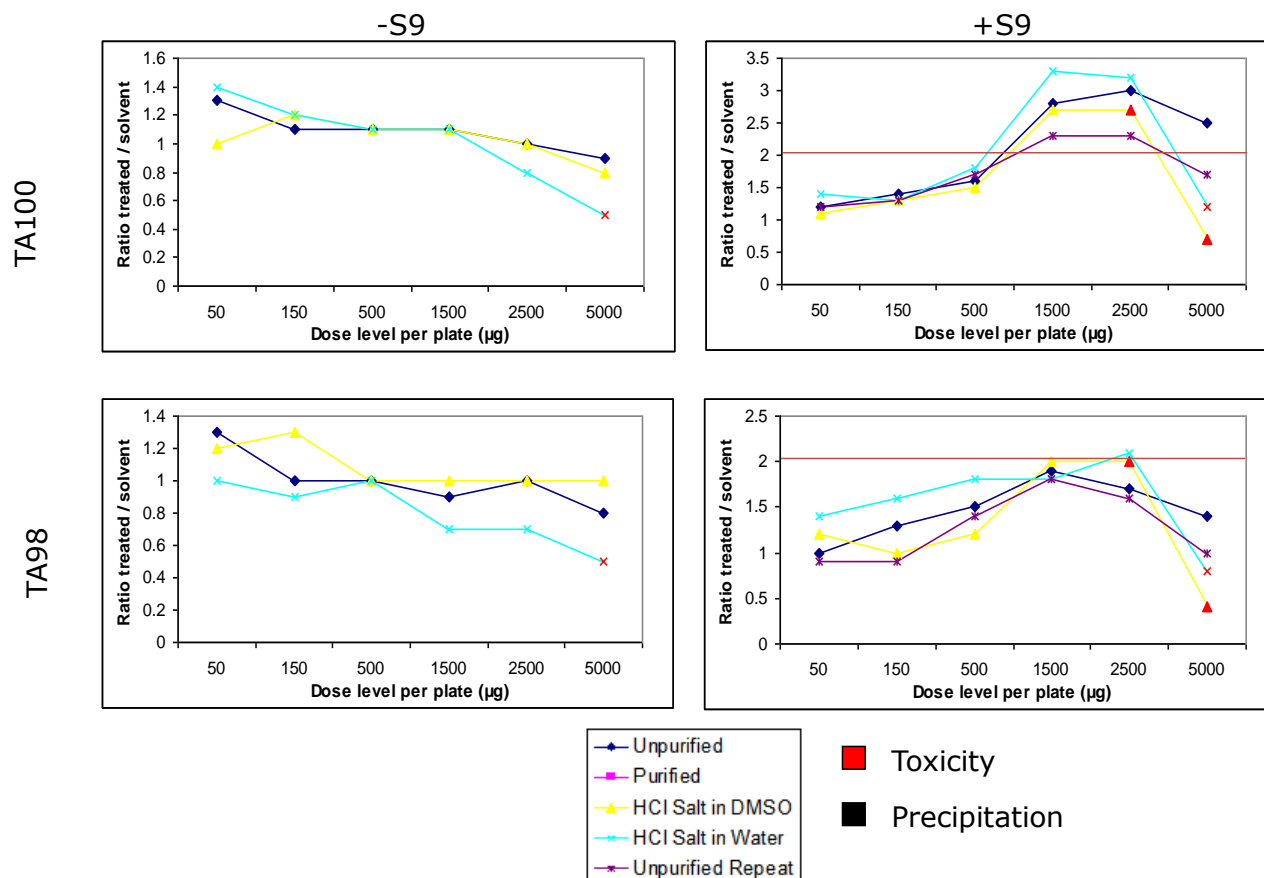 -S9
+S9
TA100
Ratio treated / solvent
1.6
1.4
1.2
1
0.8
0.6
0.4
0.2
0
50 150 500 1500 2500 5000
Dose level per plate (µg)
Ratio treated / solvent
3.5
3
2.5
2
1.5
1
0.5
0
50 150 500 1500 2500 5000
Dose level per plate (µg)
TA98
Ratio treated / solvent
1.4
1.2
1
0.8
0.6
0.4
0.2
0
50 150 500 1500 2500 5000
Dose level per plate (µg)
Ratio treated / solvent
2.5
2
1.5
1
0.5
0
50 150 500 1500 2500 5000
Dose level per plate (µg)
Unpurified
Purified
HCl Salt in DMSO
HCl Salt in Water
Unpurified Repeat
Toxicity
Precipitation